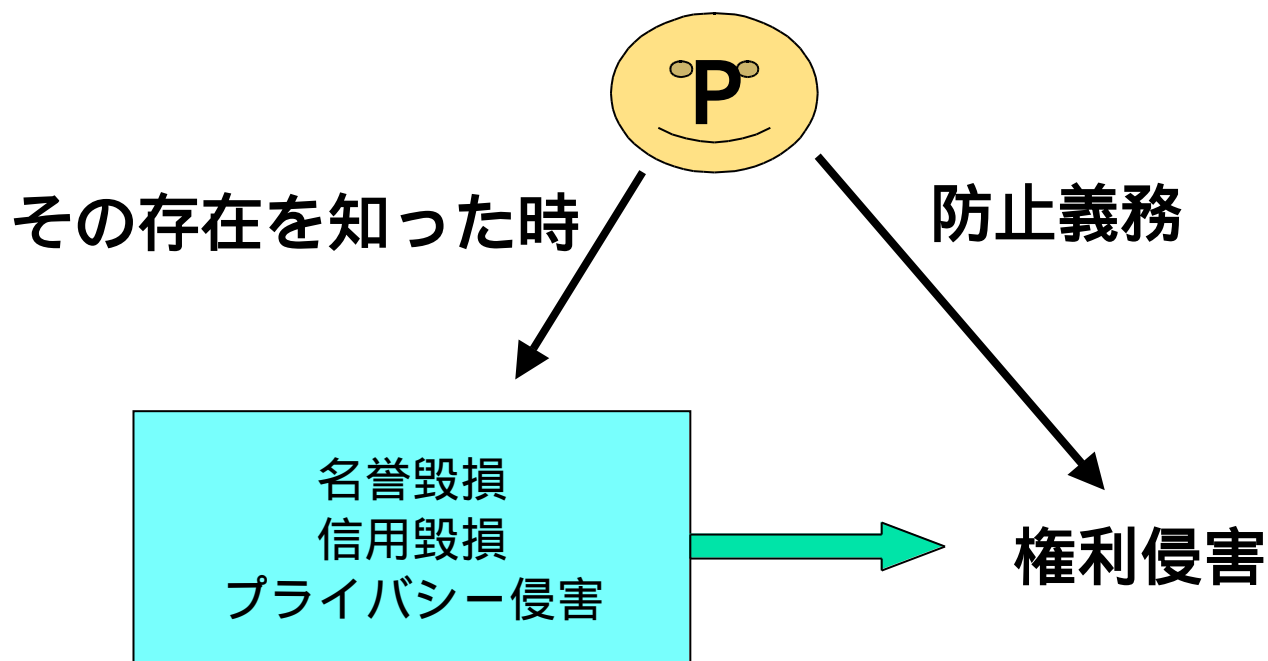 P
その存在を知った時
防止義務
名誉毀損
信用毀損
プライバシー侵害
権利侵害